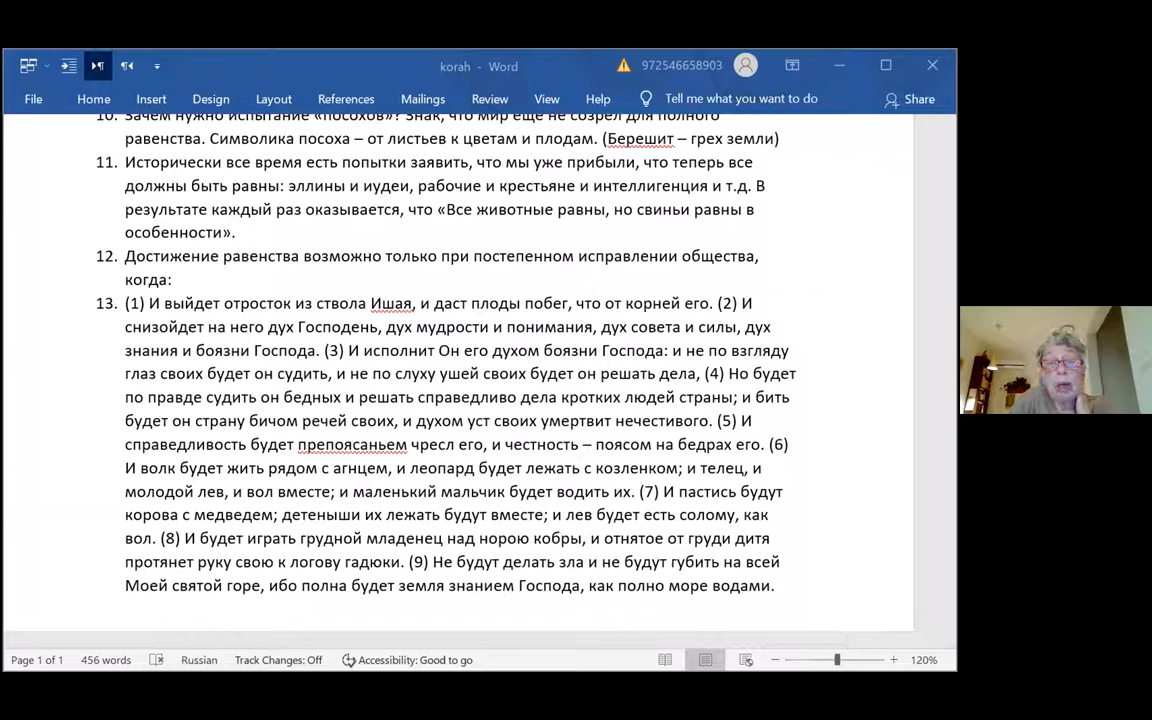 korah - Word
972546658903
File Home Insert Design Layout References Mailings Review View Help Tell me what you want to do Share
10. Зачем нужно испытание «посохов»? Знак, что мир еще не созрел для полного
равенства. Символика посоха – от листьев к цветам и плодам. (Берешит – грех земли)
11. Исторически все время есть попытки заявить, что мы уже прибыли, что теперь все
должны быть равны: эллины и иудеи, рабочие и крестьяне и интеллигенция и т.д. В
результате каждый раз оказывается, что «Все животные равны, но свиньи равны в
особенности».
12. Достижение равенства возможно только при постепенном исправлении общества,
когда:
13. (1) И выйдет отросток из ствола Ишая, и даст плоды побег, что от корней его. (2) И
снизойдет на него дух Господень, дух мудрости и понимания, дух совета и силы, дух
знания и боязни Господа. (3) И исполнит Он его духом боязни Господа: и не по взгляду
глаз своих будет он судить, и не по слуху ушей своих будет он решать дела, (4) Но будет
по правде судить он бедных и решать справедливо дела кротких людей страны; и бить
будет он страну бичом речей своих, и духом уст своих умертвит нечестивого. (5) И
справедливость будет препоясаньем чресл его, и честность – поясом на бедрах его. (6)
И волк будет жить рядом с агнцем, и леопард будет лежать с козленком; и телец, и
молодой лев, и вол вместе; и маленький мальчик будет водить их. (7) И пастись будут
корова с медведем; детеныши их лежать будут вместе; и лев будет есть солому, как
вол. (8) И будет играть грудной младенец над норою кобры, и отнятое от груди дитя
протянет руку свою к логову гадюки. (9) Не будут делать зла и не будут губить на всей
Моей святой горе, ибо полна будет земля знанием Господа, как полно море водами.
Page 1 of 1 456 words Russian Track Changes: Off Accessibility: Good to go 120%